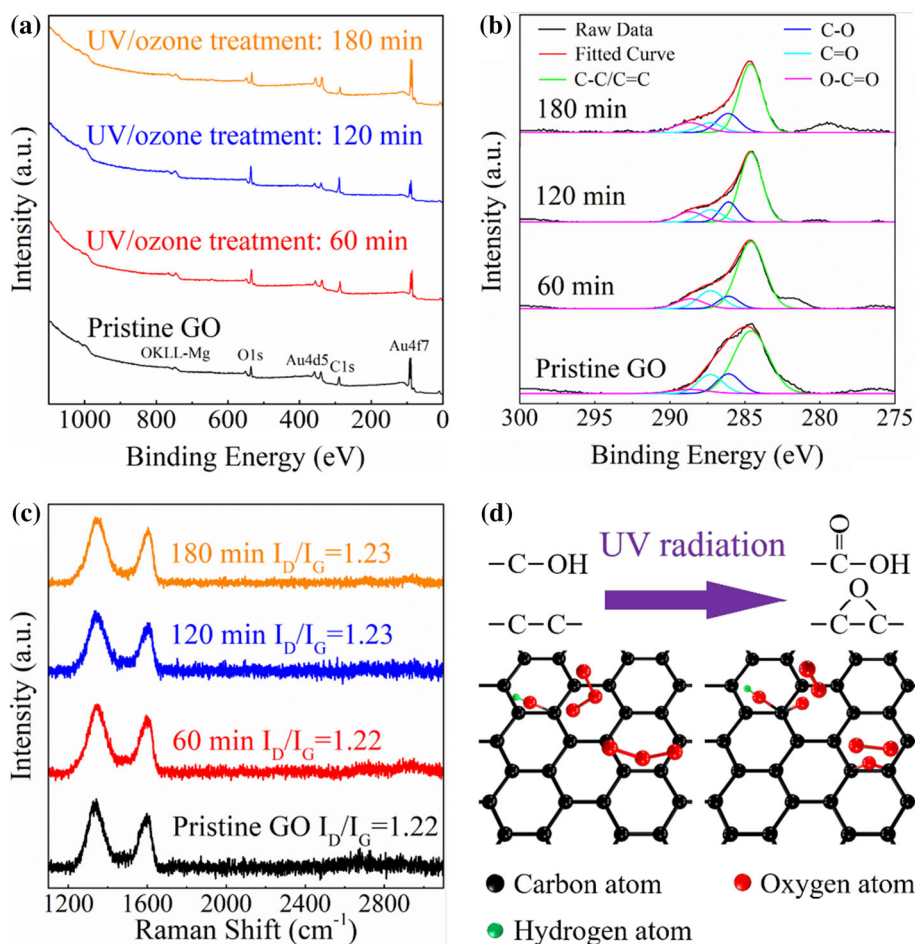 (a)
UV/ozone treatment: 180 min
UV/ozone treatment: 120 min
UV/ozone treatment: 60 min
Pristine GO
OKLL-Mg
O1s
Au4d5
C1s
Au4f7
Intensity (a.u.)
1000 800 600 400 200 0
Binding Energy (eV)
(b)
Raw Data
Fitted Curve
C-C/C=C
C-O
C=O
O-C=O
180 min
120 min
60 min
Pristine GO
Intensity (a.u.)
300 295 290 285 280 275
Binding Energy (eV)
(c)
180 min I_D/I_G=1.23
120 min I_D/I_G=1.23
60 min I_D/I_G=1.22
Pristine GO I_D/I_G=1.22
Intensity (a.u.)
1200 1600 2000 2400 2800
Raman Shift (cm⁻¹)
(d)
UV radiation
–C–OH
–C–C–
O
C
OH
O
–C–C–
Carbon atom
Oxygen atom
Hydrogen atom